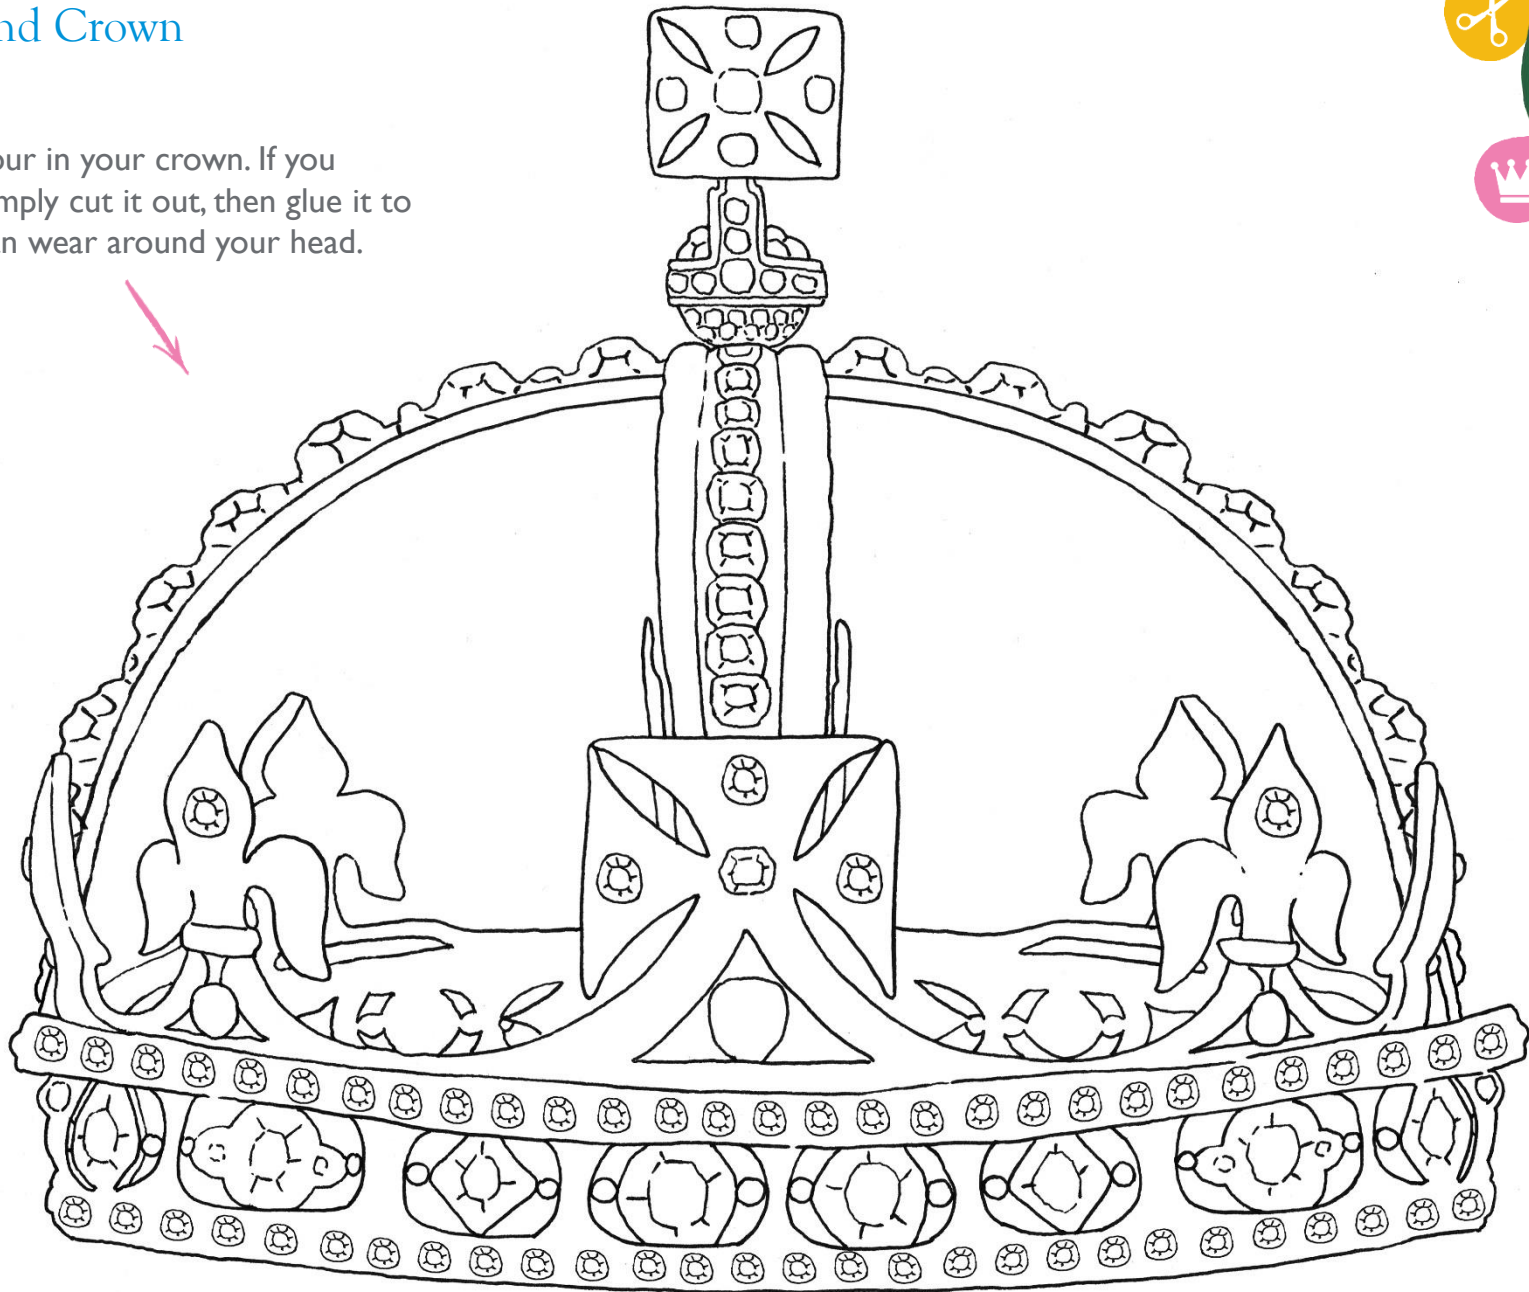 nd Crown
our in your crown. If you
mply cut it out, then glue it to
n wear around your head.